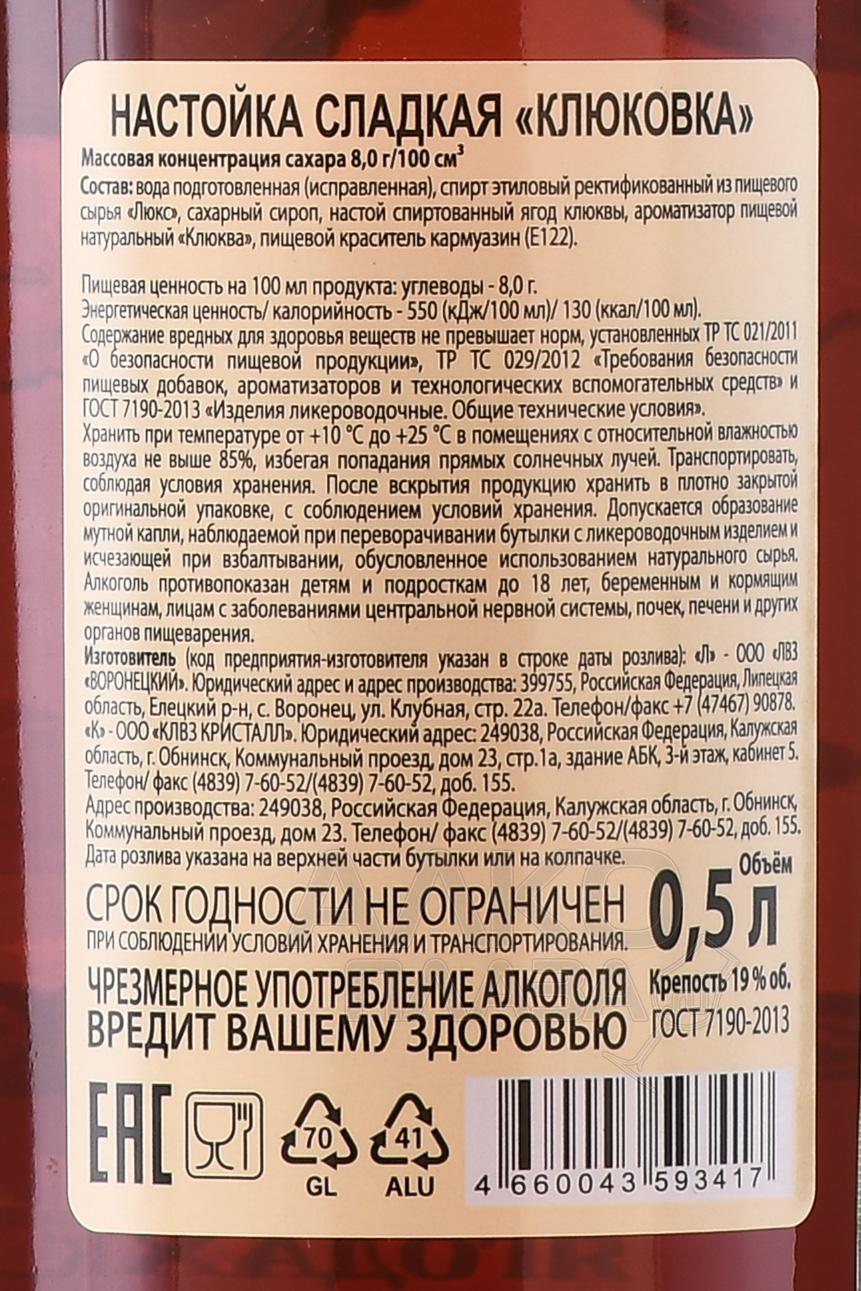 НАСТОЙКА СЛАДКАЯ «КЛЮКОВКА»
Массовая концентрация сахара 8,0 г/100 см³
Состав: вода подготовленная (исправленная), спирт этиловый ректификованный из пищевого
сырья «Люкс», сахарный сироп, настой спиртованный ягод клюквы, ароматизатор пищевой
натуральный «Клюква», пищевой краситель кармуазин (Е122).
Пищевая ценность на 100 мл продукта: углеводы - 8,0 г.
Энергетическая ценность/ калорийность - 550 (кДж/100 мл)/ 130 (ккал/100 мл).
Содержание вредных для здоровья веществ не превышает норм, установленных ТР ТС 021/2011
«О безопасности пищевой продукции», ТР ТС 029/2012 «Требования безопасности
пищевых добавок, ароматизаторов и технологических вспомогательных средств» и
ГОСТ 7190-2013 «Изделия ликероводочные. Общие технические условия».
Хранить при температуре от +10 °С до +25 °С в помещениях с относительной влажностью
воздуха не выше 85%, избегая попадания прямых солнечных лучей. Транспортировать,
соблюдая условия хранения. После вскрытия продукцию хранить в плотно закрытой
оригинальной упаковке, с соблюдением условий хранения. Допускается образование
мутной капли, наблюдаемой при переворачивании бутылки с ликероводочным изделием и
исчезающей при взбалтывании, обусловленное использованием натурального сырья.
Алкоголь противопоказан детям и подросткам до 18 лет, беременным и кормящим
женщинам, лицам с заболеваниями центральной нервной системы, почек, печени и других
органов пищеварения.
Изготовитель (код предприятия-изготовителя указан в строке даты розлива): «Л» - ООО «ЛВЗ
«ВОРОНЕЦКИЙ». Юридический адрес и адрес производства: 399755, Российская Федерация, Липецкая
область, Елецкий р-н, с. Воронец, ул. Клубная, стр. 22а. Телефон/факс +7 (47467) 90878.
«К» - ООО «КЛВЗ КРИСТАЛЛ». Юридический адрес: 249038, Российская Федерация, Калужская
область, г. Обнинск, Коммунальный проезд, дом 23, стр.1а, здание АБК, 3-й этаж, кабинет 5.
Телефон/ факс (4839) 7-60-52/(4839) 7-60-52, доб. 155.
Адрес производства: 249038, Российская Федерация, Калужская область, г. Обнинск,
Коммунальный проезд, дом 23. Телефон/ факс (4839) 7-60-52/(4839) 7-60-52, доб. 155.
Дата розлива указана на верхней части бутылки или на колпачке.
Объём
СРОК ГОДНОСТИ НЕ ОГРАНИЧЕН 0,5 л
ПРИ СОБЛЮДЕНИИ УСЛОВИЙ ХРАНЕНИЯ И ТРАНСПОРТИРОВАНИЯ.
ЧРЕЗМЕРНОЕ УПОТРЕБЛЕНИЕ АЛКОГОЛЯ Крепость 19 % об.
ВРЕДИТ ВАШЕМУ ЗДОРОВЬЮ ГОСТ 7190-2013
ЕАС
70 41
GL ALU
4 660043 593417